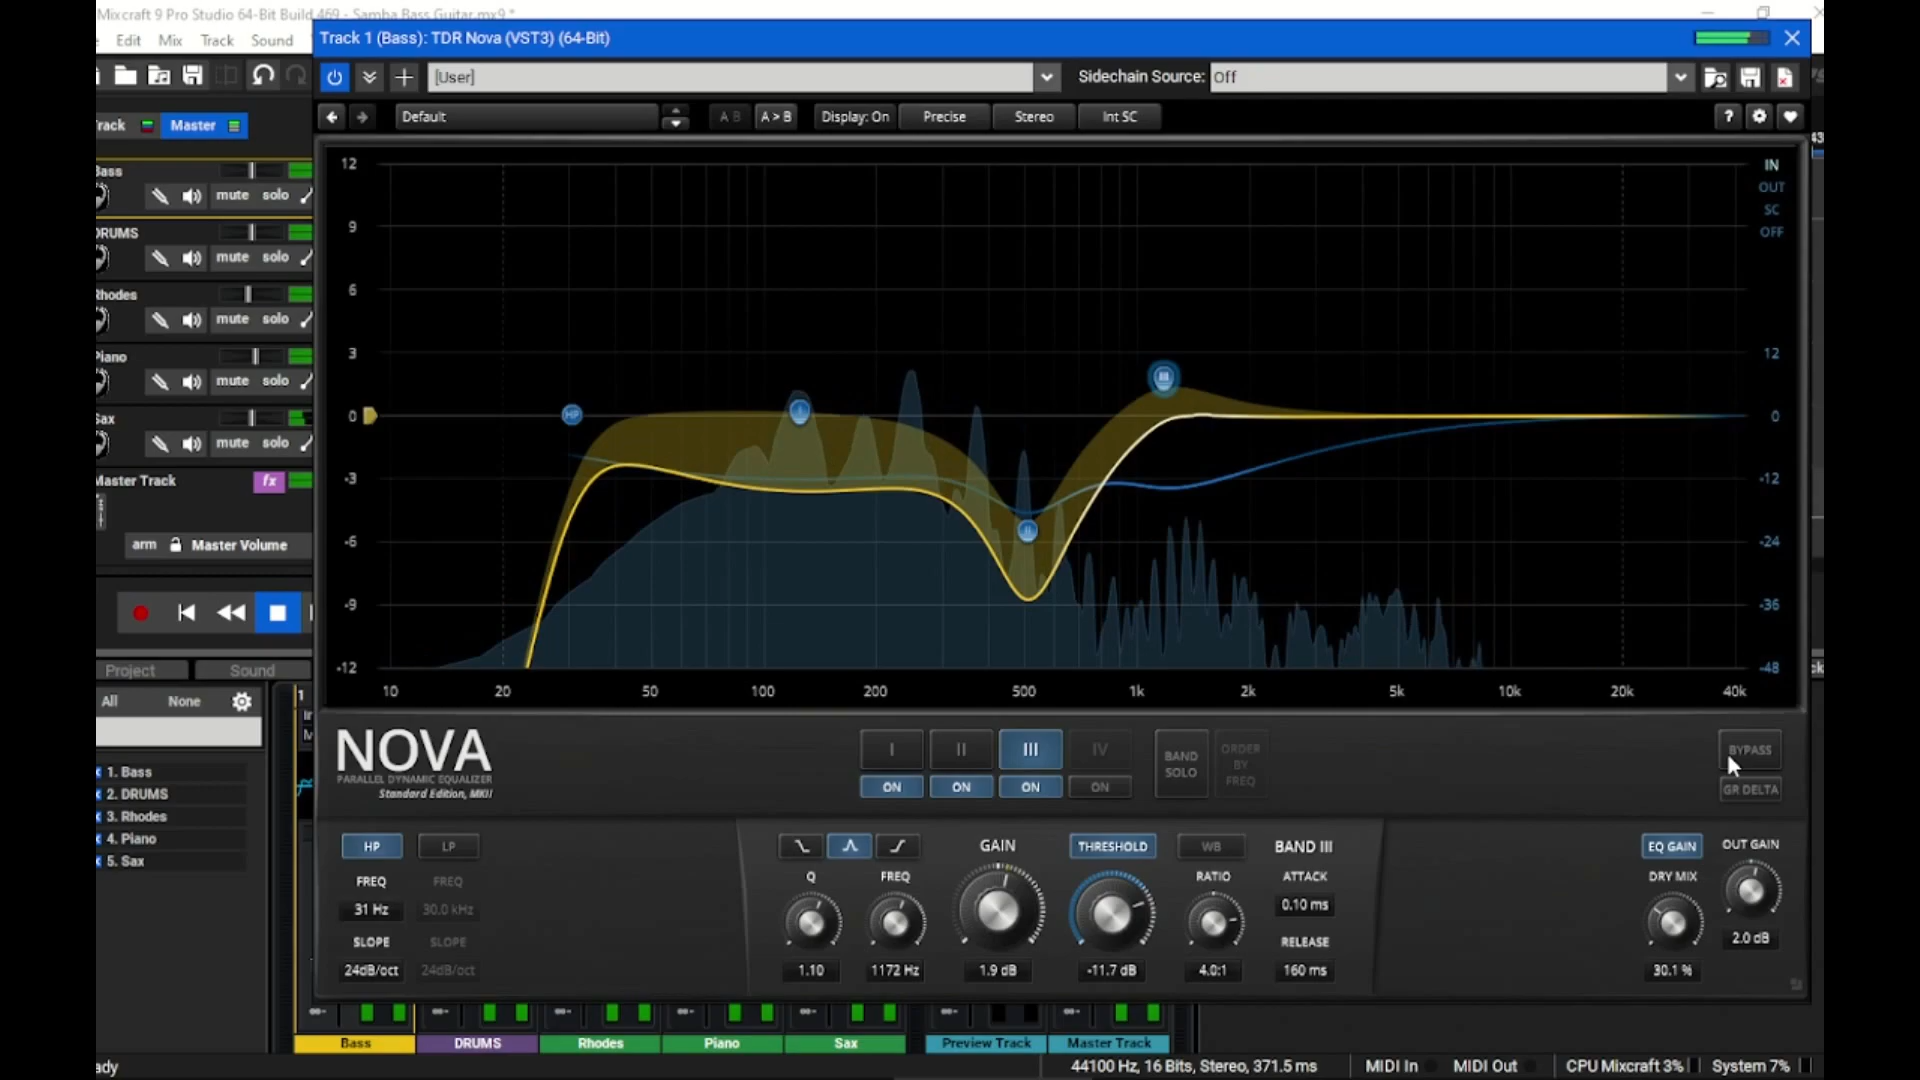 Mixcraft 9 Pro Studio 64-Bit Build 469 - Samba Bass Guitar.mx9 *
Edit Mix Track Sound
Track 1 (Bass): TDR Nova (VST3) (64-Bit)
[User]
Sidechain Source: Off
Default
A B
A > B
Display: On
Precise
Stereo
Int SC
?
rack
Master
Bass
mute solo
DRUMS
mute solo
Rhodes
mute solo
Piano
mute solo
Sax
mute solo
Master Track
fx
arm Master Volume
Project Sound
All None
1. Bass
2. DRUMS
3. Rhodes
4. Piano
5. Sax
12
9
6
3
0
-3
-6
-9
-12
IN
OUT
SC
OFF
12
0
-12
-24
-36
-48
HP
I
II
III
10 20 50 100 200 500 1k 2k 5k 10k 20k 40k
NOVA
PARALLEL DYNAMIC EQUALIZER
Standard Edition, MKII
I II III IV
ON ON ON ON
BAND SOLO
ORDER BY FREQ
BYPASS
GR DELTA
HP LP
FREQ FREQ
31 Hz 30.0 kHz
SLOPE SLOPE
24dB/oct 24dB/oct
Q
1.10
FREQ
1172 Hz
GAIN
1.9 dB
THRESHOLD
-11.7 dB
WB
RATIO
4.0:1
BAND III
ATTACK
0.10 ms
RELEASE
160 ms
EQ GAIN
DRY MIX
30.1 %
OUT GAIN
2.0 dB
Bass DRUMS Rhodes Piano Sax Preview Track Master Track
ady
44100 Hz, 16 Bits, Stereo, 371.5 ms
MIDI In
MIDI Out
CPU Mixcraft 3%
System 7%